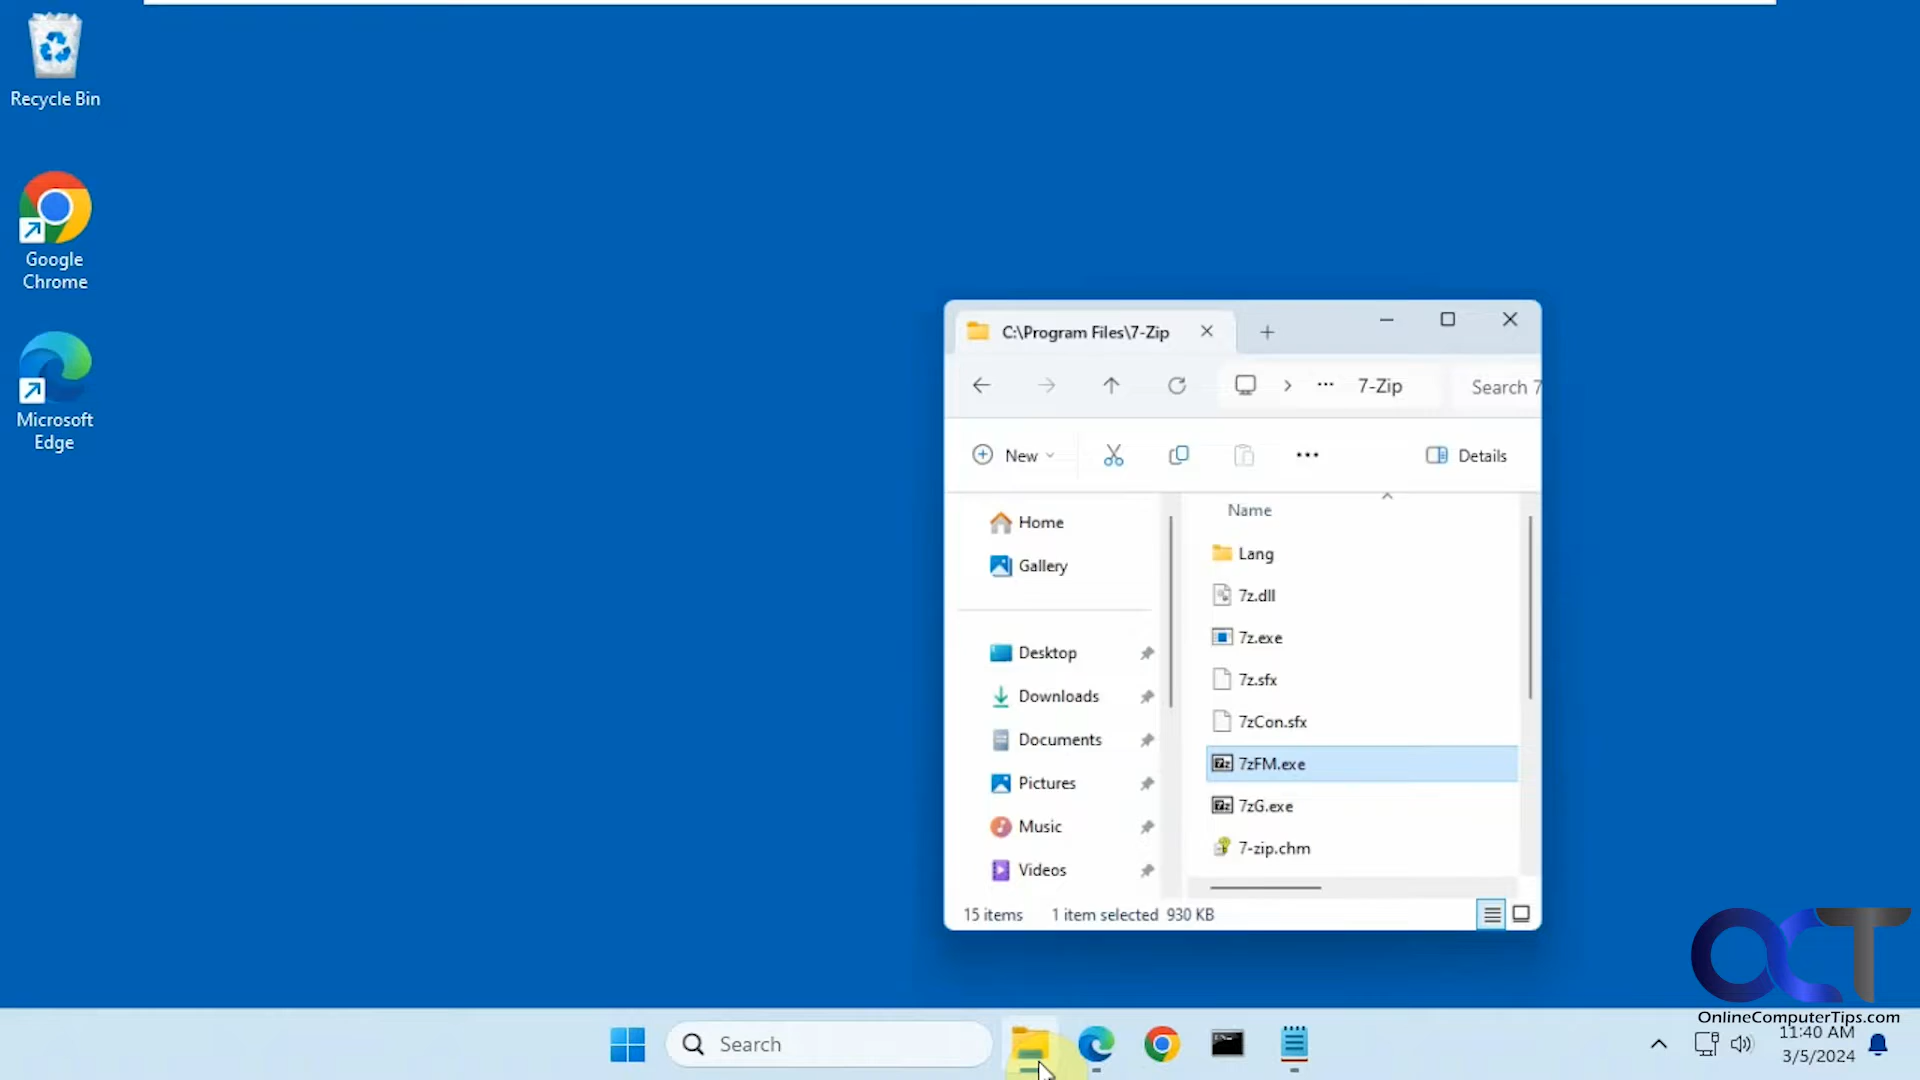 Recycle Bin
Google
Chrome
Microsoft
Edge
C:\Program Files\7-Zip
7-Zip
Search 7
New
Details
Name
Home
Gallery
Desktop
Downloads
Documents
Pictures
Music
Videos
Lang
7z.dll
7z.exe
7z.sfx
7zCon.sfx
7zFM.exe
7zG.exe
7-zip.chm
15 items 1 item selected 930 KB
OCT
OnlineComputerTips.com
Search
11:40 AM
3/5/2024